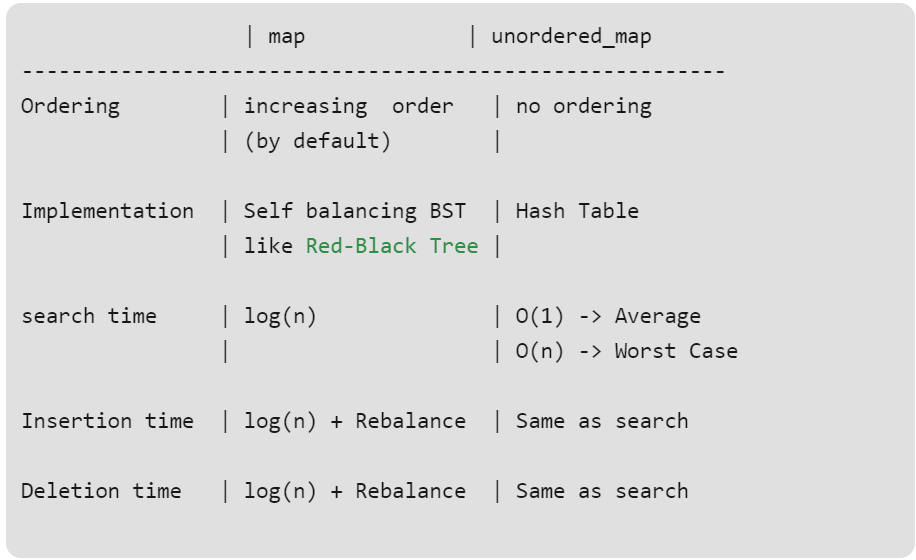 | map | unordered_map
---------------------------------------------------------
Ordering | increasing order | no ordering
| (by default) |
Implementation | Self balancing BST | Hash Table
| like Red-Black Tree |
search time | log(n) | O(1) -> Average
| | O(n) -> Worst Case
Insertion time | log(n) + Rebalance | Same as search
Deletion time | log(n) + Rebalance | Same as search